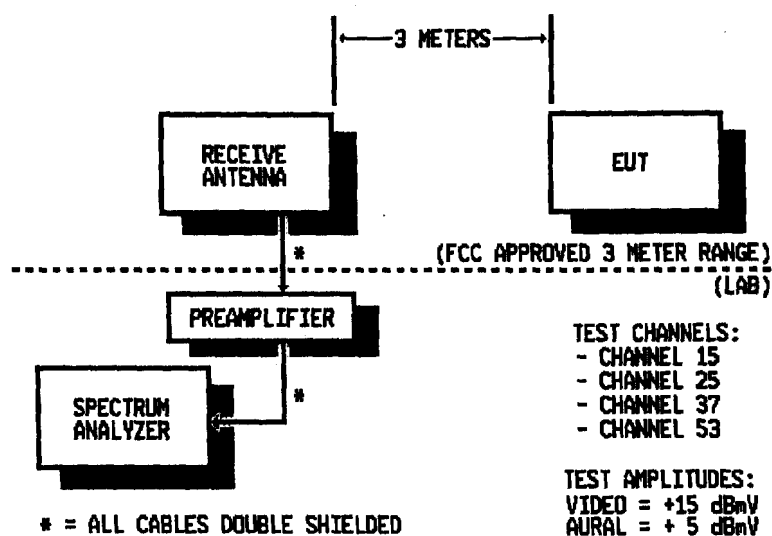 3 METERS
RECEIVE
ANTENNA
EUT
*
(FCC APPROVED 3 METER RANGE)
(LAB)
PREAMPLIFIER
*
SPECTRUM
ANALYZER
TEST CHANNELS:
- CHANNEL 15
- CHANNEL 25
- CHANNEL 37
- CHANNEL 53
TEST AMPLITUDES:
VIDEO = +15 dBmV
AURAL = + 5 dBmV
* = ALL CABLES DOUBLE SHIELDED